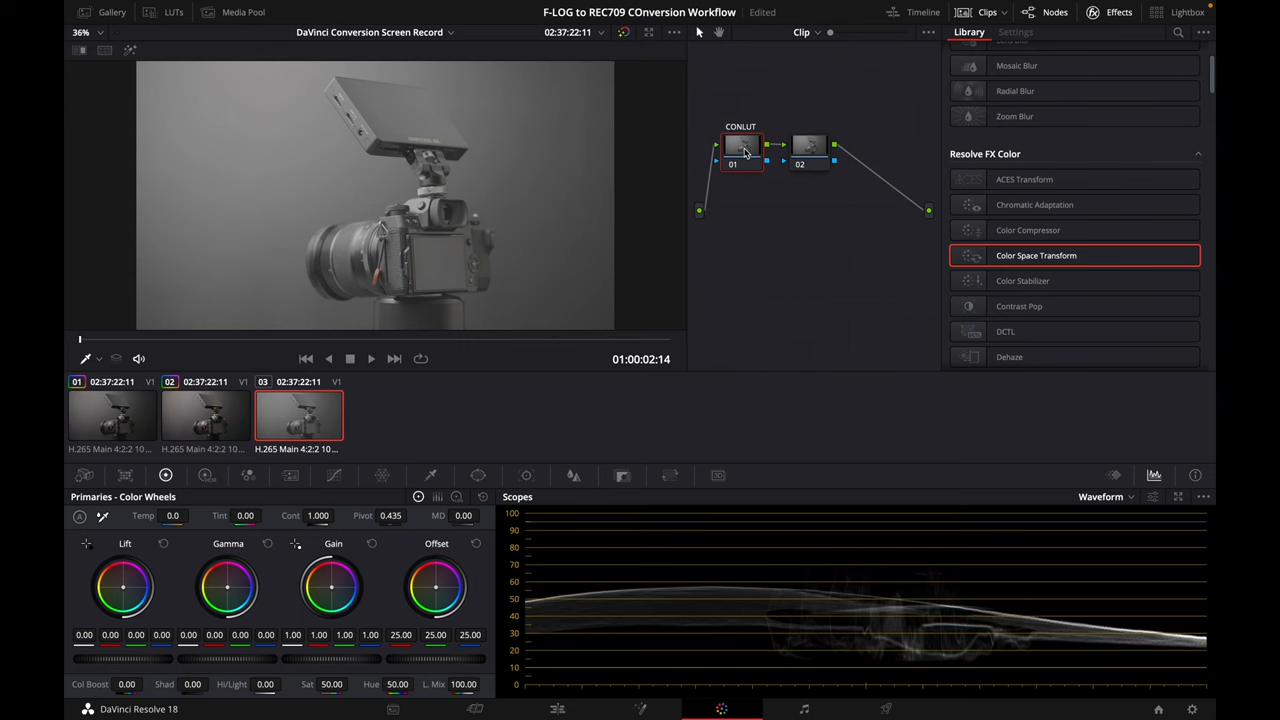 Gallery LUTs Media Pool F-LOG to REC709 COnversion Workflow Edited Timeline Clips Nodes Effects Lightbox
36% DaVinci Conversion Screen Record 02:37:22:11 Clip Library Settings
Mosaic Blur
Radial Blur
Zoom Blur
CONLUT
01 02
Resolve FX Color
ACES Transform
Chromatic Adaptation
Color Compressor
Color Space Transform
Color Stabilizer
Contrast Pop
DCTL
Dehaze
01:00:02:14
01 02:37:22:11 V1 02 02:37:22:11 V1 03 02:37:22:11 V1
H.265 Main 4:2:2 10... H.265 Main 4:2:2 10... H.265 Main 4:2:2 10...
Primaries - Color Wheels Scopes Waveform
Temp 0.0 Tint 0.00 Cont 1.000 Pivot 0.435 MD 0.00
Lift Gamma Gain Offset
0.00 0.00 0.00 0.00 0.00 0.00 0.00 0.00 1.00 1.00 1.00 1.00 25.00 25.00 25.00
Col Boost 0.00 Shad 0.00 Hi/Light 0.00 Sat 50.00 Hue 50.00 L. Mix 100.00
100
90
80
70
60
50
40
30
20
10
0
DaVinci Resolve 18